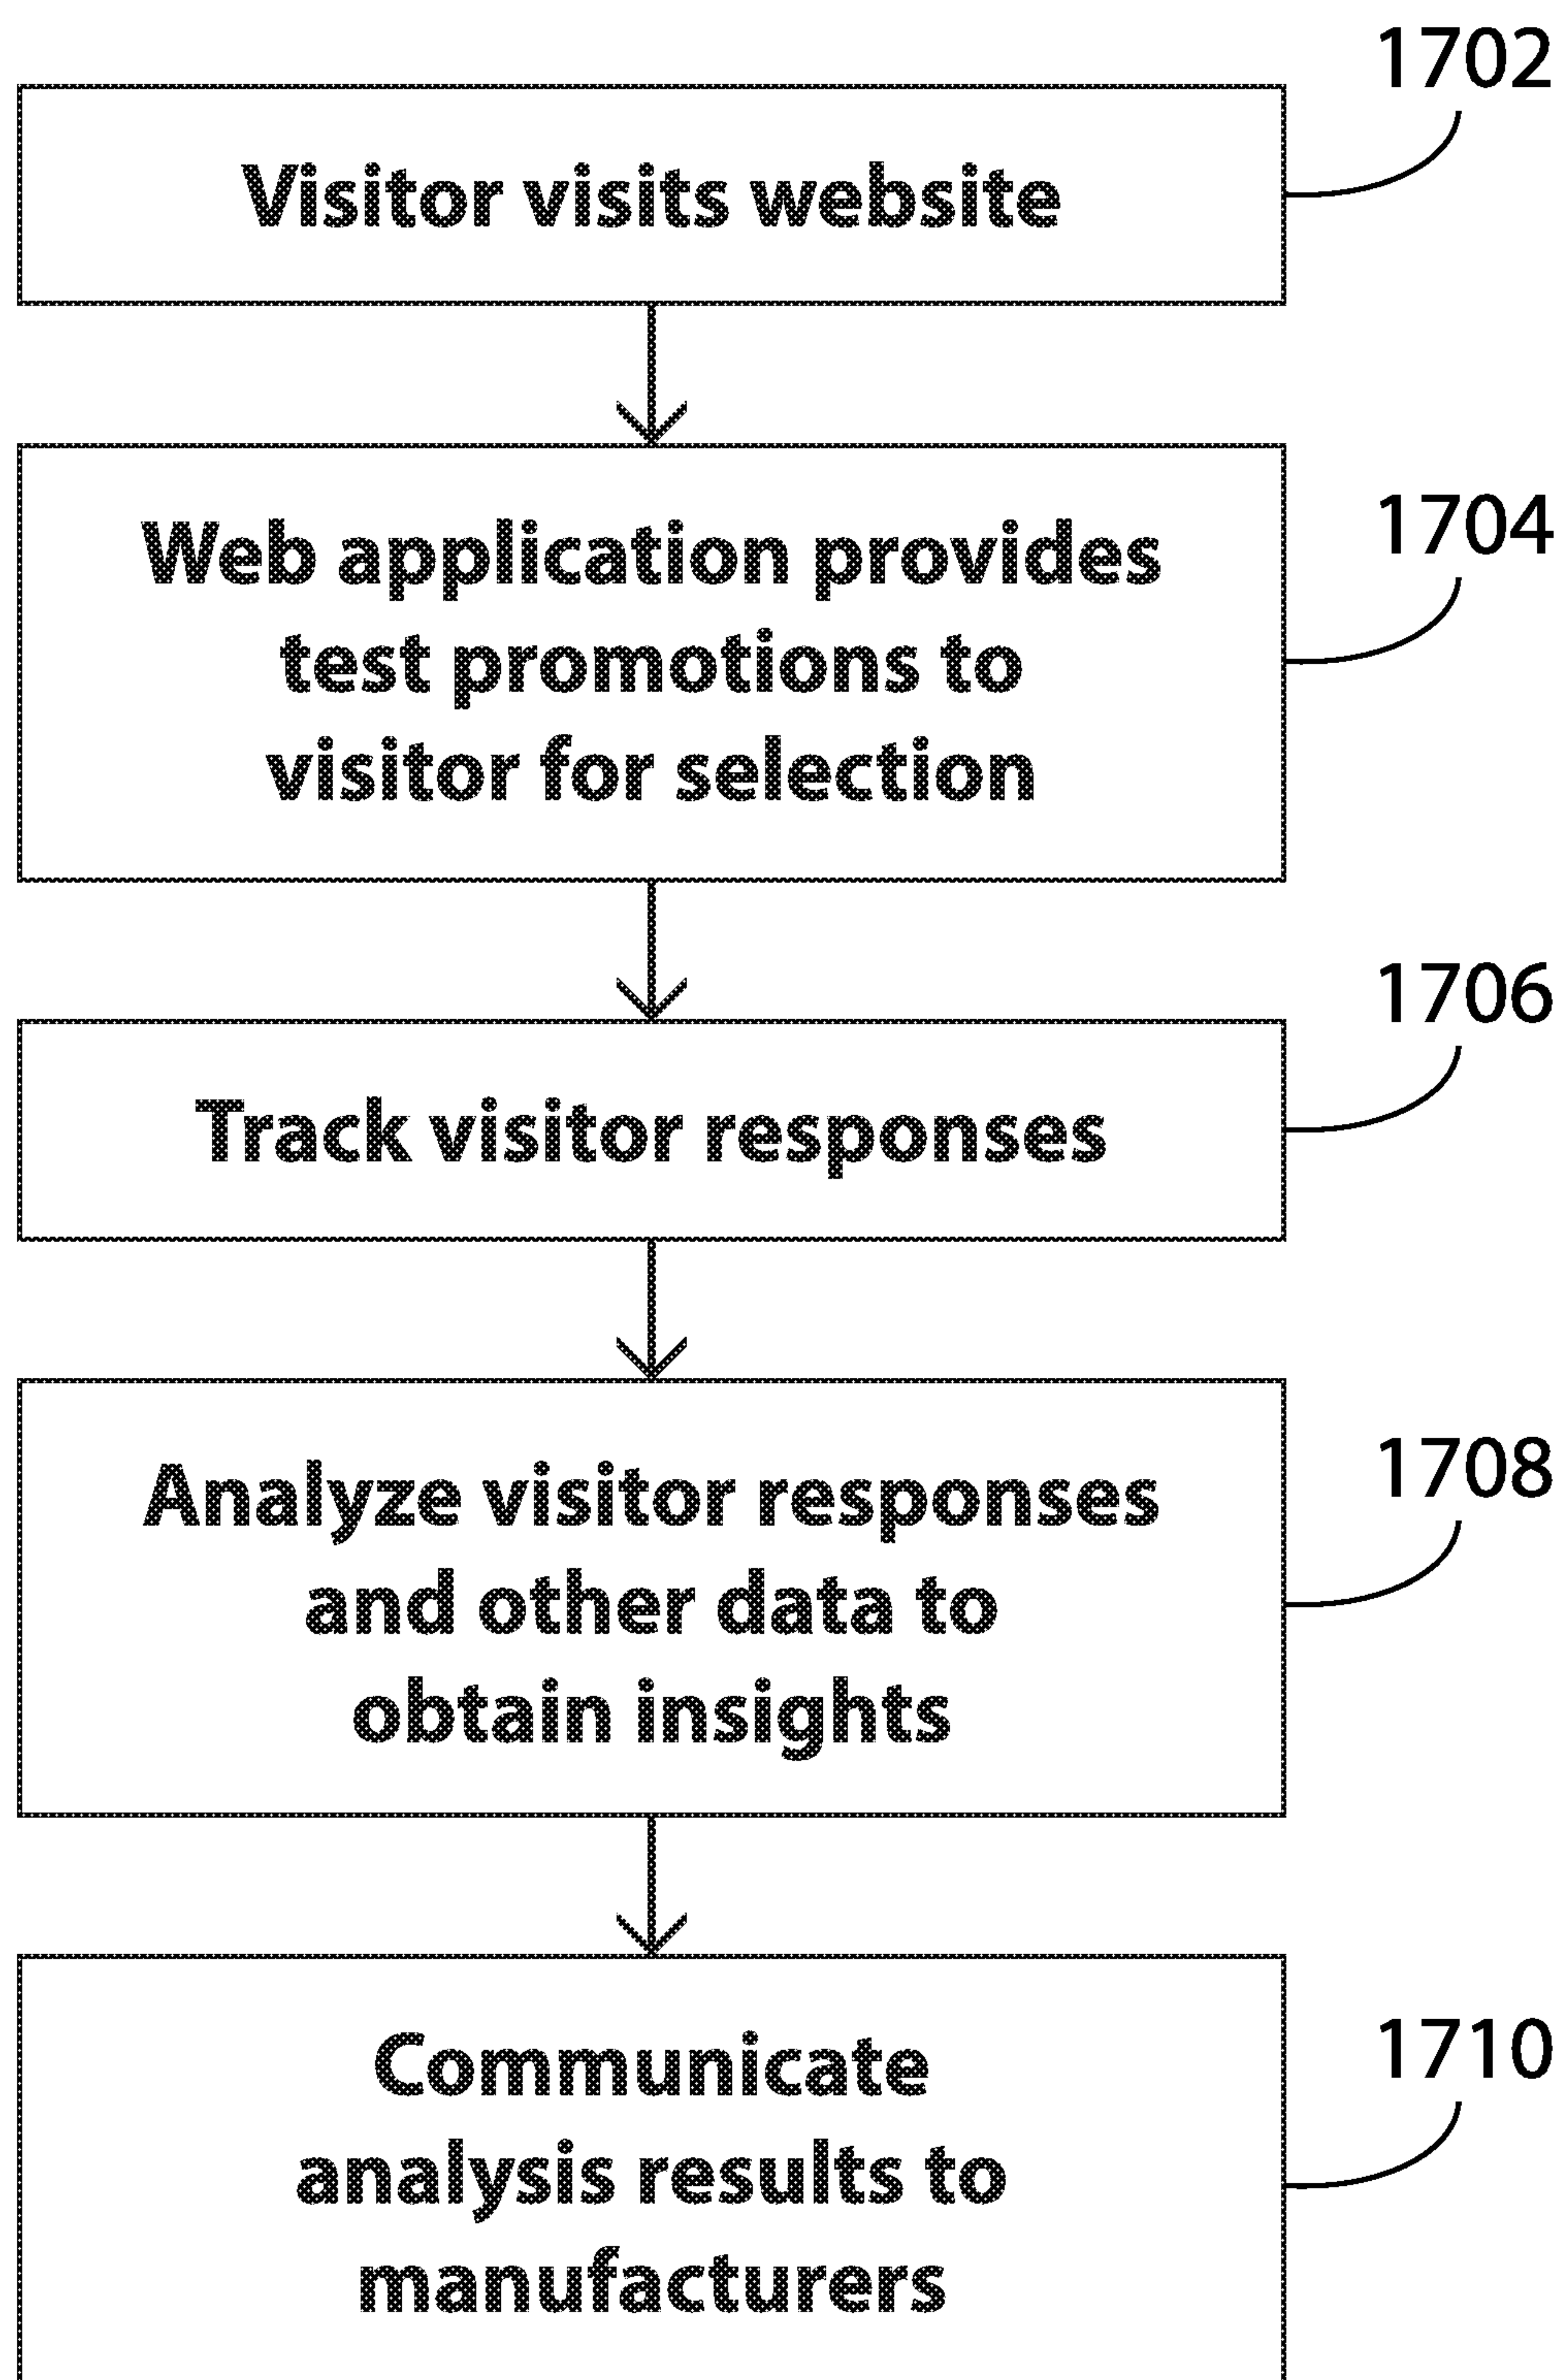 1702
Visitor visits website
1704
Web application provides
test promotions to
visitor for selection
1706
Track visitor responses
1708
Analyze visitor responses
and other data to
obtain insights
1710
Communicate
analysis results to
manufacturers